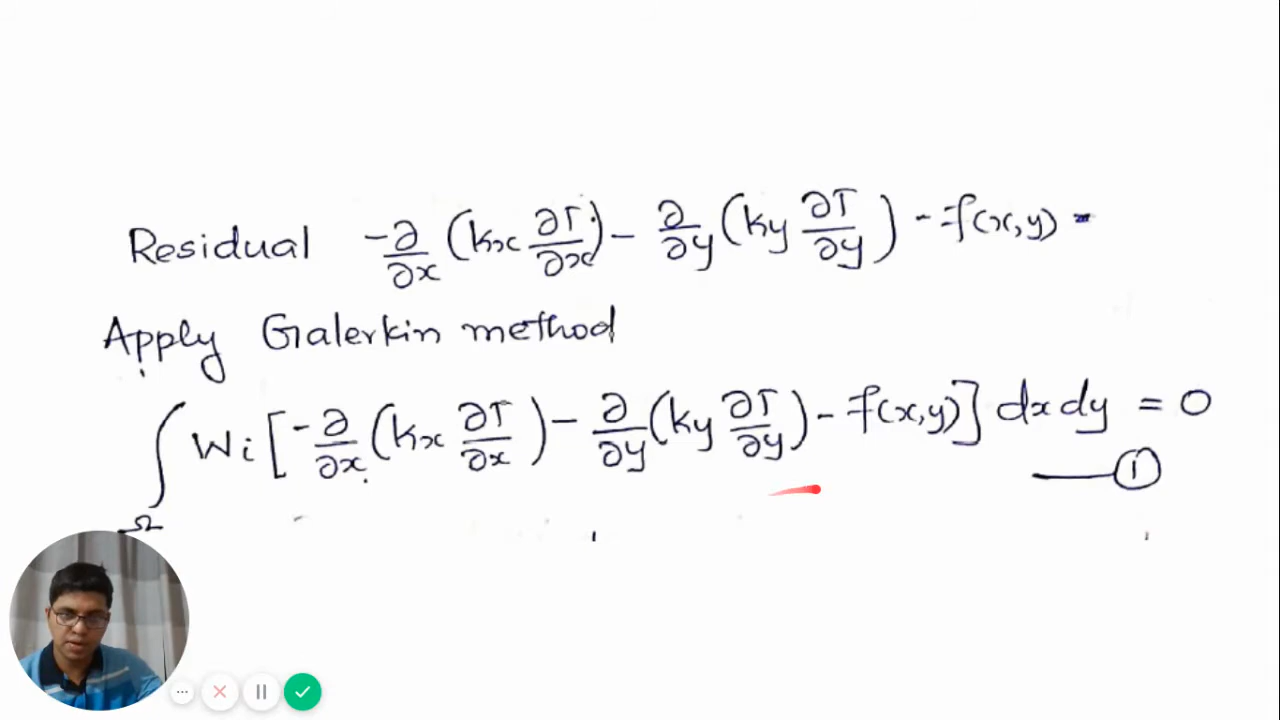 Residual -∂/∂x (kx ∂T/∂x) - ∂/∂y (ky ∂T/∂y) - f(x,y) -
Apply Galerkin method
∫Ω Wi [-∂/∂x (kx ∂T/∂x) - ∂/∂y (ky ∂T/∂y) - f(x,y)] dx dy = 0
①